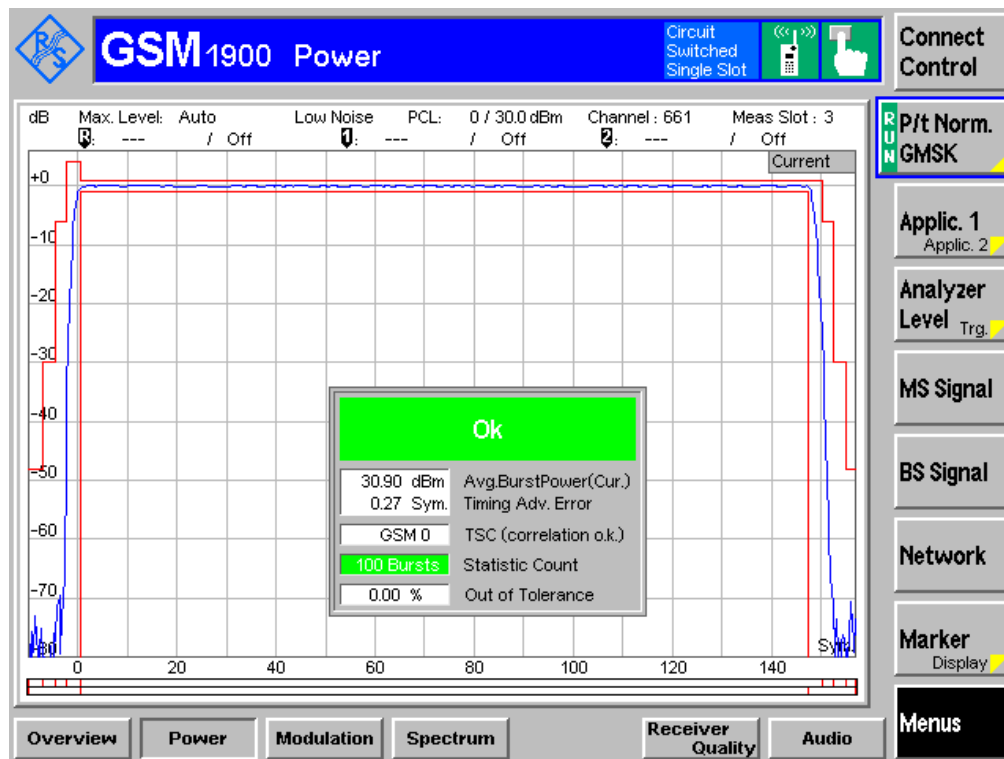 R&S
GSM 1900 Power
Circuit
Switched
Single Slot
Connect
Control
dB Max. Level: Auto Low Noise PCL: 0 / 30.0 dBm Channel : 661 Meas Slot : 3
R: --- / Off 1: --- / Off 2: --- / Off
Current
+0
-10
-20
-30
-40
-50
-60
-70
-80
Ok
30.90 dBm Avg.BurstPower(Cur.)
0.27 Sym. Timing Adv. Error
GSM 0 TSC (correlation o.k.)
100 Bursts Statistic Count
0.00 % Out of Tolerance
Sym.
0 20 40 60 80 100 120 140
RUN
P/t Norm.
GMSK
Applic. 1
Applic. 2
Analyzer
Level Trg.
MS Signal
BS Signal
Network
Marker
Display
Menus
Overview Power Modulation Spectrum Receiver Quality Audio